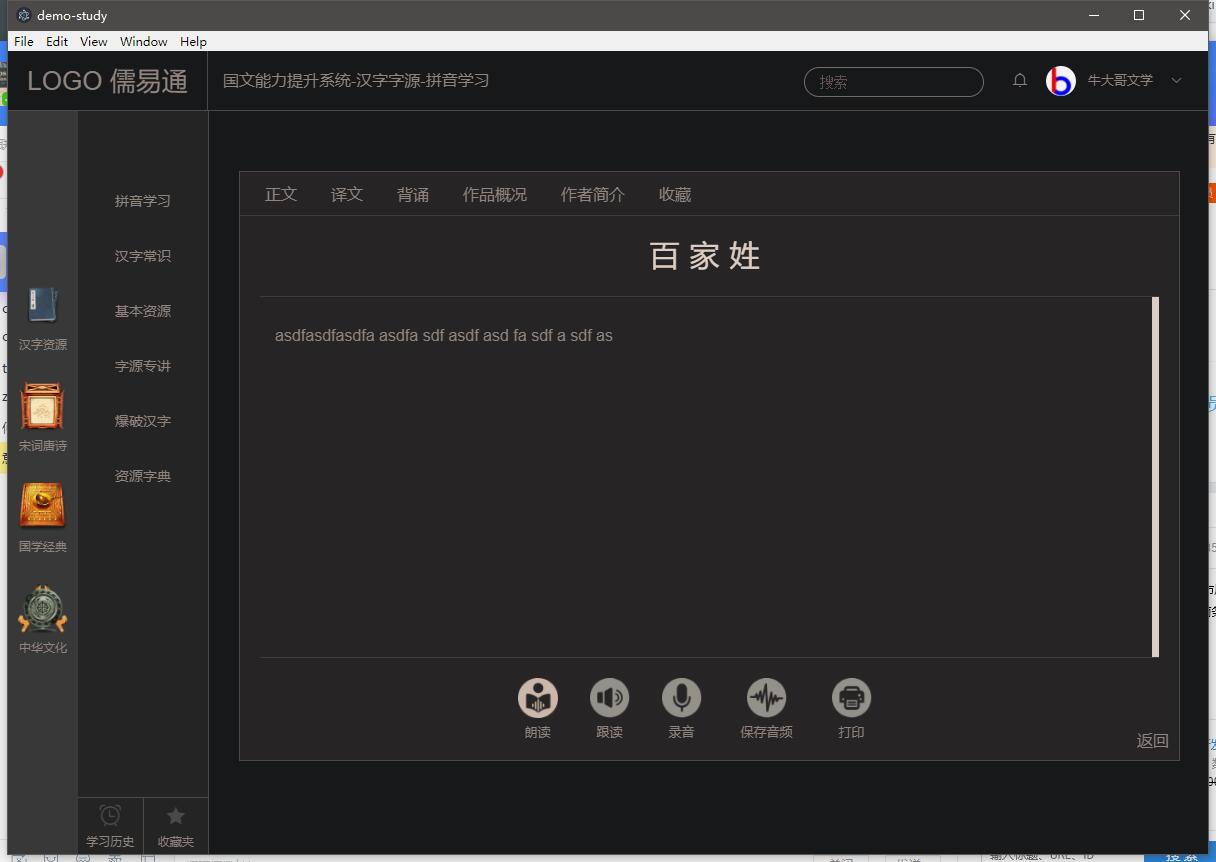 demo-study
File Edit View Window Help
LOGO 儒易通
国文能力提升系统-汉字字源-拼音学习
搜索
牛大哥文学
正文 译文 背诵 作品概况 作者简介 收藏
百家姓
asdfasdfasdfa asdfa sdf asdf asd fa sdf a sdf as
拼音学习
汉字常识
基本资源
字源专讲
爆破汉字
资源字典
汉字资源
宋词唐诗
国学经典
中华文化
朗读 跟读 录音 保存音频 打印
返回
学习历史 收藏夹